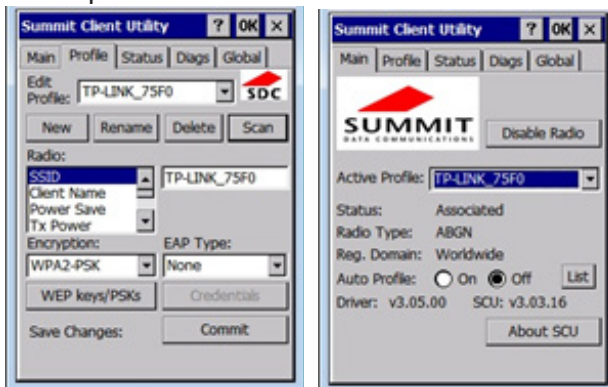 Summit Client Utility ? OK ×
Main Profile Status Diags Global
Edit
Profile: TP-LINK_75F0
SDC
New Rename Delete Scan
Radio:
SSID TP-LINK_75F0
Client Name
Power Save
Tx Power
Encryption: EAP Type:
WPA2-PSK None
WEP keys/PSKs Credentials
Save Changes: Commit
Summit Client Utility ? OK ×
Main Profile Status Diags Global
SUMMIT
DATA COMMUNICATIONS
Disable Radio
Active Profile: TP-LINK_75F0
Status: Associated
Radio Type: ABGN
Reg. Domain: Worldwide
Auto Profile: On Off List
Driver: v3.05.00 SCU: v3.03.16
About SCU